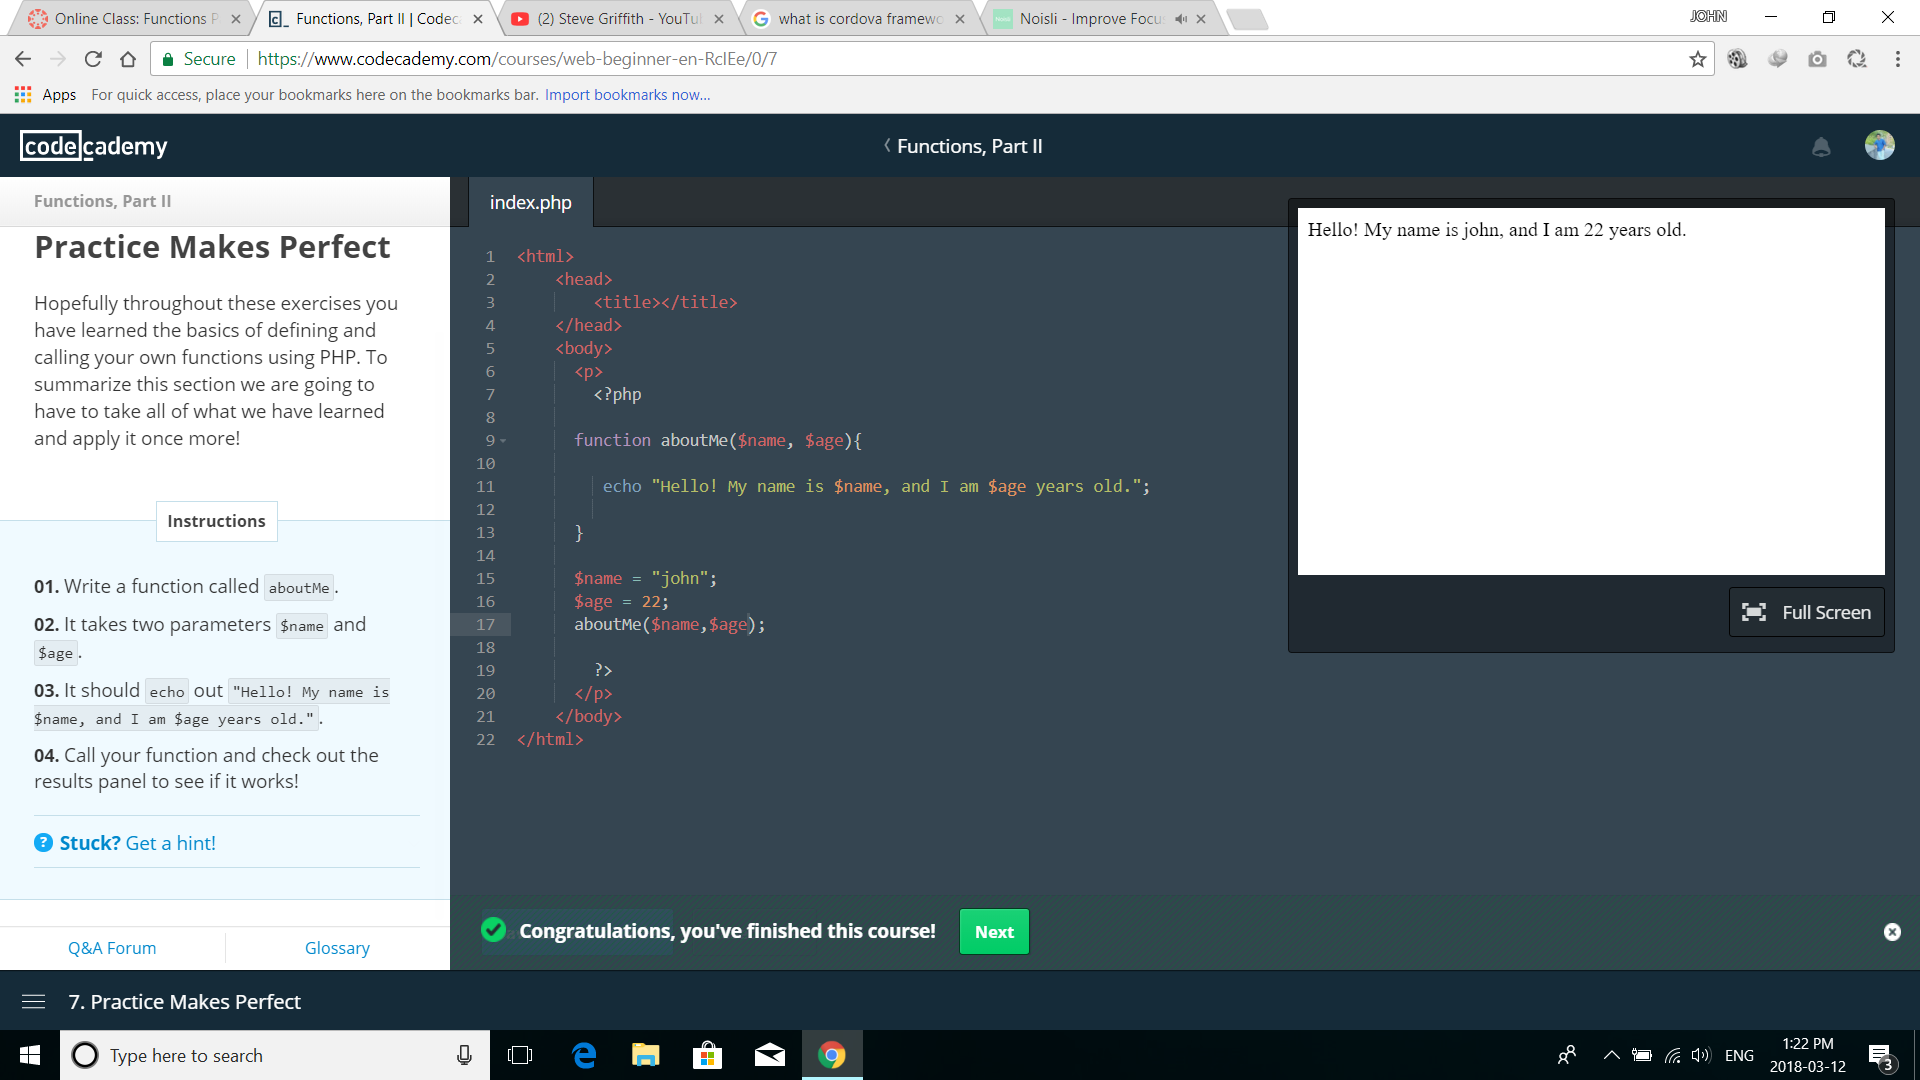 Online Class: Functions P
Functions, Part II | Codec
(2) Steve Griffith - YouTu
what is cordova framewo
Noisli - Improve Focu
JOHN
Secure
https://www.codecademy.com/courses/web-beginner-en-RclEe/0/7
Apps
For quick access, place your bookmarks here on the bookmarks bar. Import bookmarks now...
codecademy
Functions, Part II
Functions, Part II
Practice Makes Perfect
Hopefully throughout these exercises you
have learned the basics of defining and
calling your own functions using PHP. To
summarize this section we are going to
have to take all of what we have learned
and apply it once more!
Instructions
01. Write a function called aboutMe.
02. It takes two parameters $name and
$age.
03. It should echo out "Hello! My name is
$name, and I am $age years old.".
04. Call your function and check out the
results panel to see if it works!
? Stuck? Get a hint!
Q&A Forum
Glossary
index.php
1 <html>
2 <head>
3 <title></title>
4 </head>
5 <body>
6 <p>
7 <?php
8
9 function aboutMe($name, $age){
10
11 echo "Hello! My name is $name, and I am $age years old.";
12
13 }
14
15 $name = "john";
16 $age = 22;
17 aboutMe($name,$age);
18
19 ?>
20 </p>
21 </body>
22 </html>
Hello! My name is john, and I am 22 years old.
Full Screen
Congratulations, you've finished this course!
Next
7. Practice Makes Perfect
Type here to search
ENG
1:22 PM
2018-03-12
3